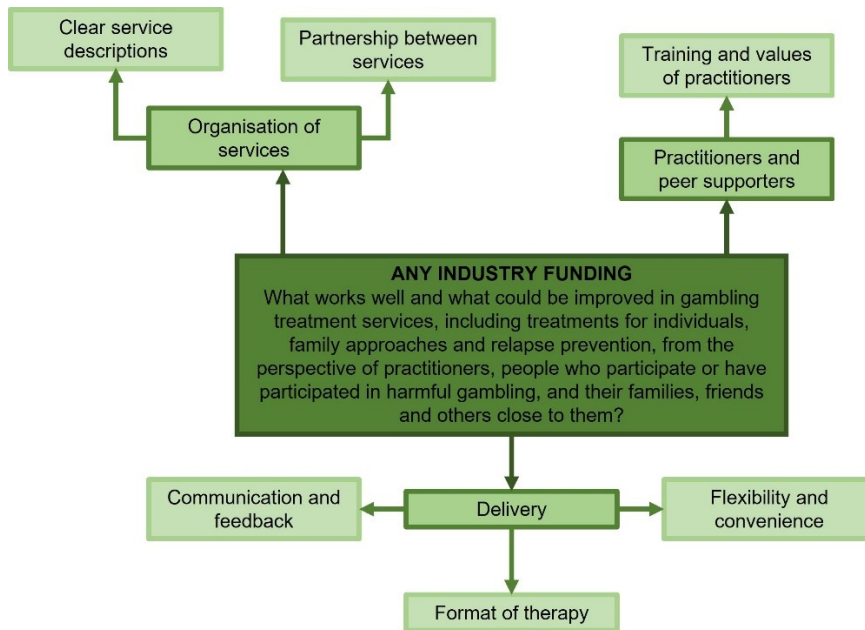 Clear service
descriptions
Partnership between
services
Training and values
of practitioners
Organisation of
services
Practitioners and
peer supporters
ANY INDUSTRY FUNDING
What works well and what could be improved in gambling
treatment services, including treatments for individuals,
family approaches and relapse prevention, from the
perspective of practitioners, people who participate or have
participated in harmful gambling, and their families, friends
and others close to them?
Communication and
feedback
Delivery
Flexibility and
convenience
Format of therapy